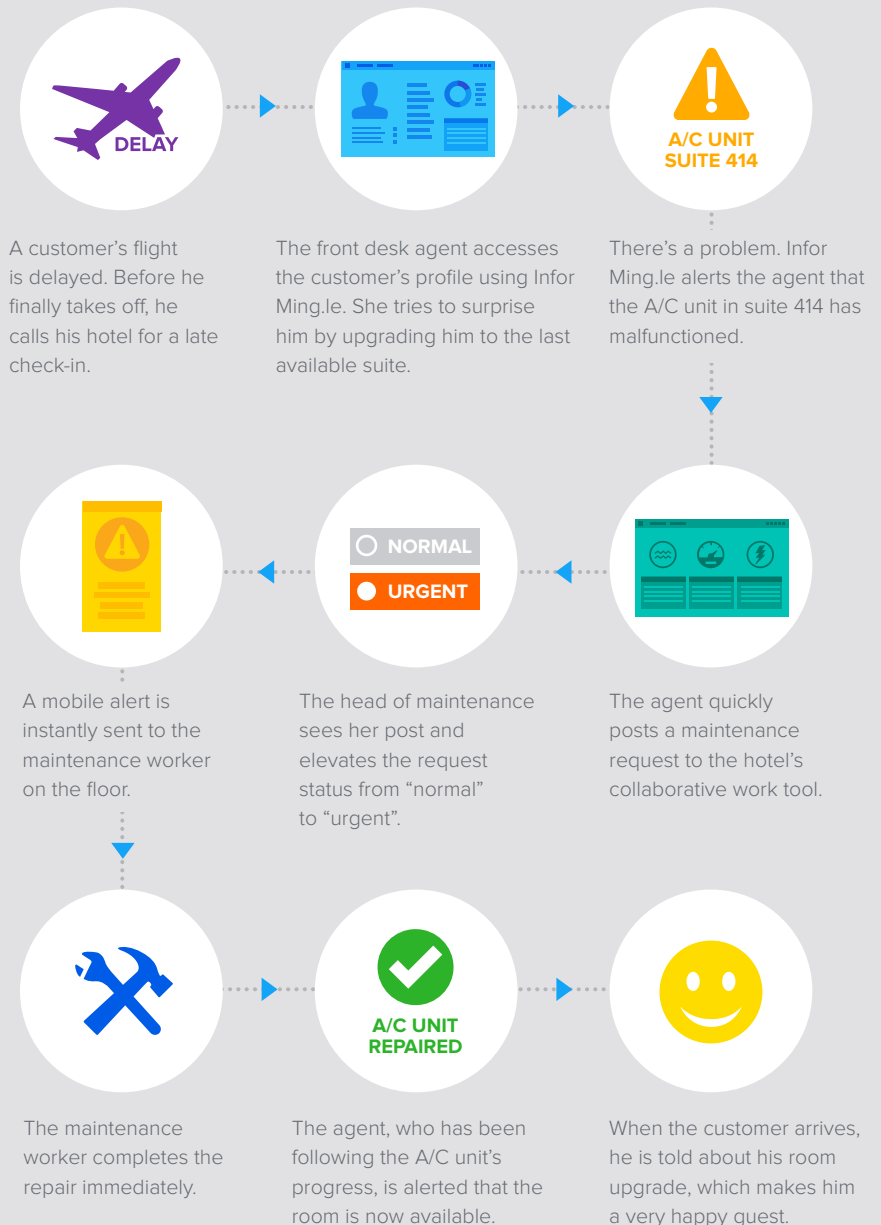 DELAY
A/C UNIT
SUITE 414
A customer’s flight
is delayed. Before he
finally takes off, he
calls his hotel for a late
check-in.
The front desk agent accesses
the customer’s profile using Infor
Ming.le. She tries to surprise
him by upgrading him to the last
available suite.
There’s a problem. Infor
Ming.le alerts the agent that
the A/C unit in suite 414 has
malfunctioned.
The agent quickly
posts a maintenance
request to the hotel’s
collaborative work tool.
NORMAL
URGENT
The head of maintenance
sees her post and
elevates the request
status from “normal”
to “urgent”.
A mobile alert is
instantly sent to the
maintenance worker
on the floor.
The maintenance
worker completes the
repair immediately.
A/C UNIT
REPAIRED
The agent, who has been
following the A/C unit’s
progress, is alerted that the
room is now available.
When the customer arrives,
he is told about his room
upgrade, which makes him
a very happy guest.